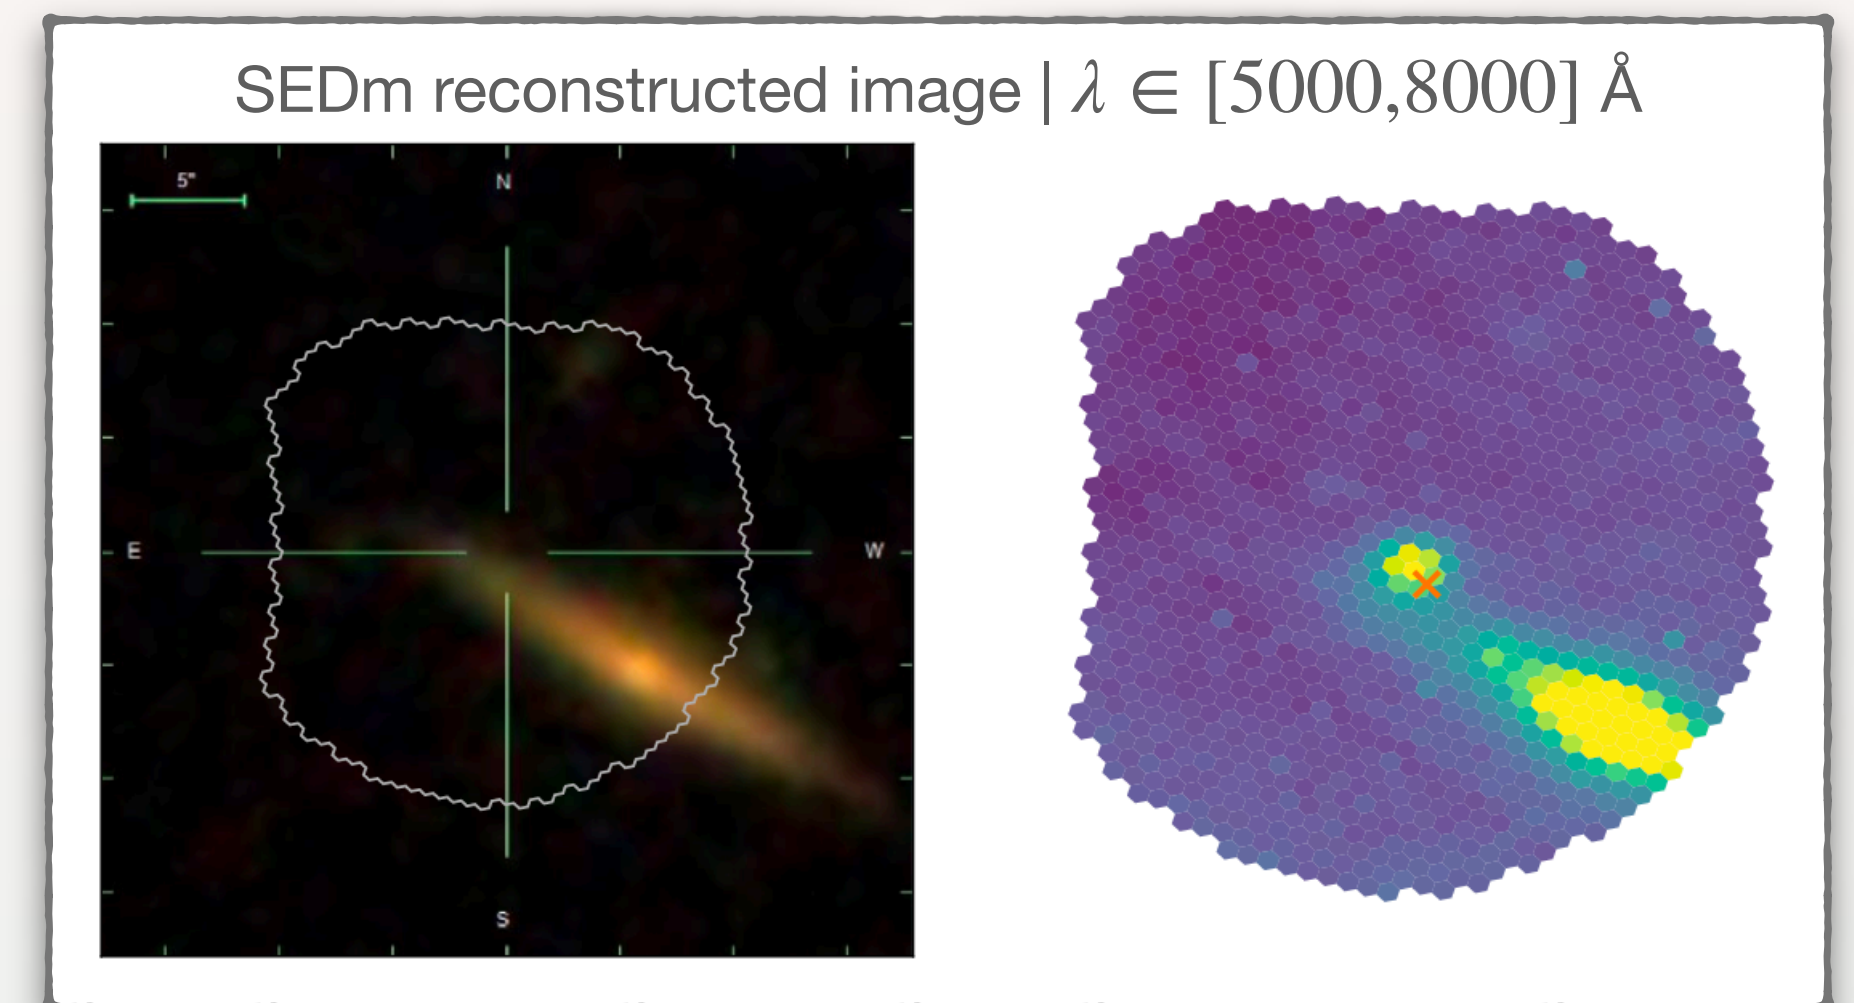 SEDm reconstructed image | λ ∈ [5000,8000] Å
5"
N
E
W
S